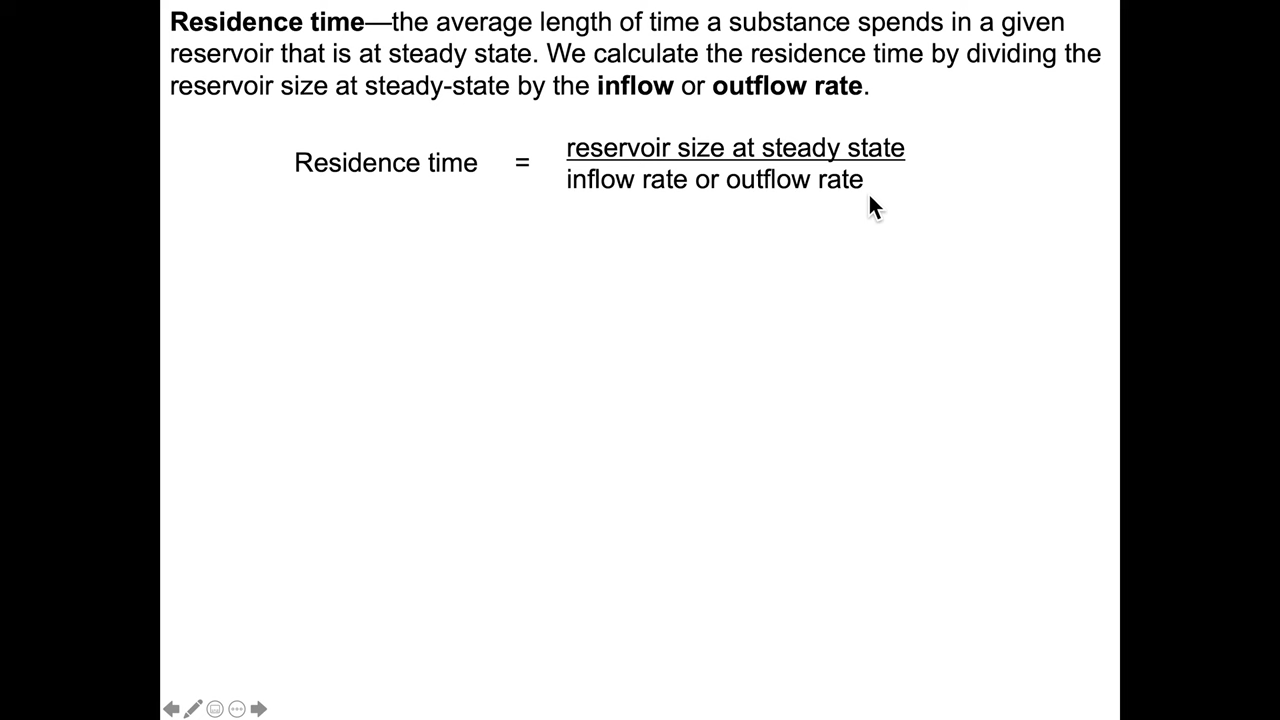 Residence time—the average length of time a substance spends in a given
reservoir that is at steady state. We calculate the residence time by dividing the
reservoir size at steady-state by the inflow or outflow rate.
Residence time = reservoir size at steady state
inflow rate or outflow rate